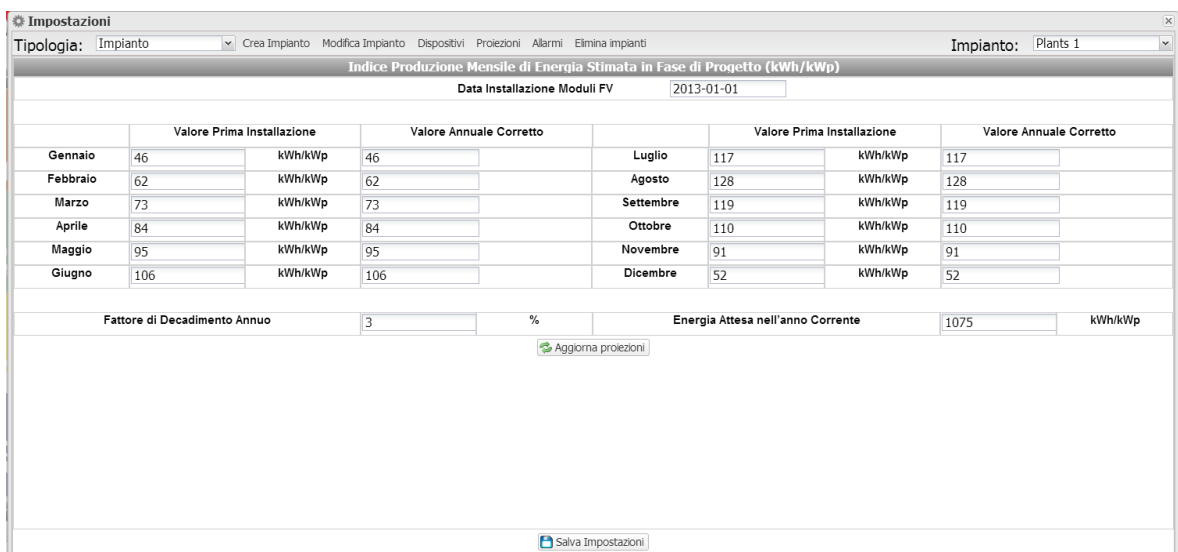 Impostazioni
Tipologia: Impianto Crea Impianto Modifica Impianto Dispositivi Proiezioni Allarmi Elimina impianti Impianto: Plants 1
Indice Produzione Mensile di Energia Stimata in Fase di Progetto (kWh/kWp)
Data Installazione Moduli FV 2013-01-01
Valore Prima Installazione Valore Annuale Corretto Valore Prima Installazione Valore Annuale Corretto
Gennaio 46 kWh/kWp 46 Luglio 117 kWh/kWp 117
Febbraio 62 kWh/kWp 62 Agosto 128 kWh/kWp 128
Marzo 73 kWh/kWp 73 Settembre 119 kWh/kWp 119
Aprile 84 kWh/kWp 84 Ottobre 110 kWh/kWp 110
Maggio 95 kWh/kWp 95 Novembre 91 kWh/kWp 91
Giugno 106 kWh/kWp 106 Dicembre 52 kWh/kWp 52
Fattore di Decadimento Annuo 3 % Energia Attesa nell'anno Corrente 1075 kWh/kWp
Aggiorna proiezioni
Salva Impostazioni